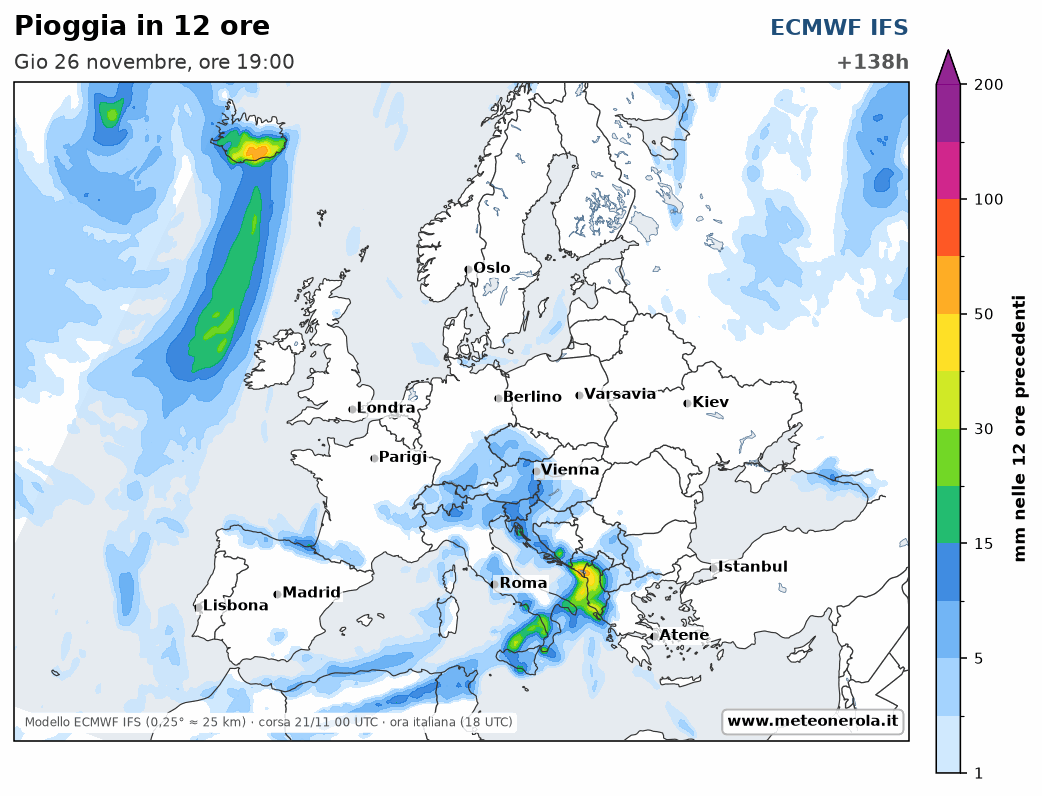 Pioggia in 12 ore
ECMWF IFS
Gio 26 novembre, ore 19:00
+138h
200
100
50
30
15
5
1
mm nelle 12 ore precedenti
Oslo
Berlino
Varsavia
Kiev
Londra
Parigi
Vienna
Istanbul
Roma
Madrid
Lisbona
Atene
Modello ECMWF IFS (0,25° ≈ 25 km) · corsa 21/11 00 UTC · ora italiana (18 UTC)
www.meteonerola.it